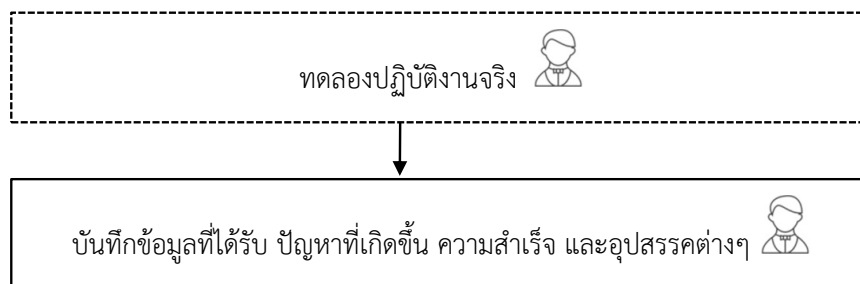 ทดลองปฏิบัติงานจริง
บันทึกข้อมูลที่ได้รับ ปัญหาที่เกิดขึ้น ความสำเร็จ และอุปสรรคต่างๆ